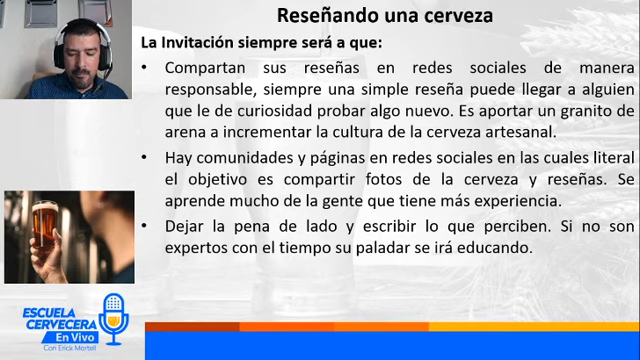 Reseñando una cerveza
La Invitación siempre será a que:
• Compartan sus reseñas en redes sociales de manera
responsable, siempre una simple reseña puede llegar a alguien
que le de curiosidad probar algo nuevo. Es aportar un granito de
arena a incrementar la cultura de la cerveza artesanal.
• Hay comunidades y páginas en redes sociales en las cuales literal
el objetivo es compartir fotos de la cerveza y reseñas. Se
aprende mucho de la gente que tiene más experiencia.
• Dejar la pena de lado y escribir lo que perciben. Si no son
expertos con el tiempo su paladar se irá educando.
ESCUELA
CERVECERA
En Vivo
Con Erick Martell